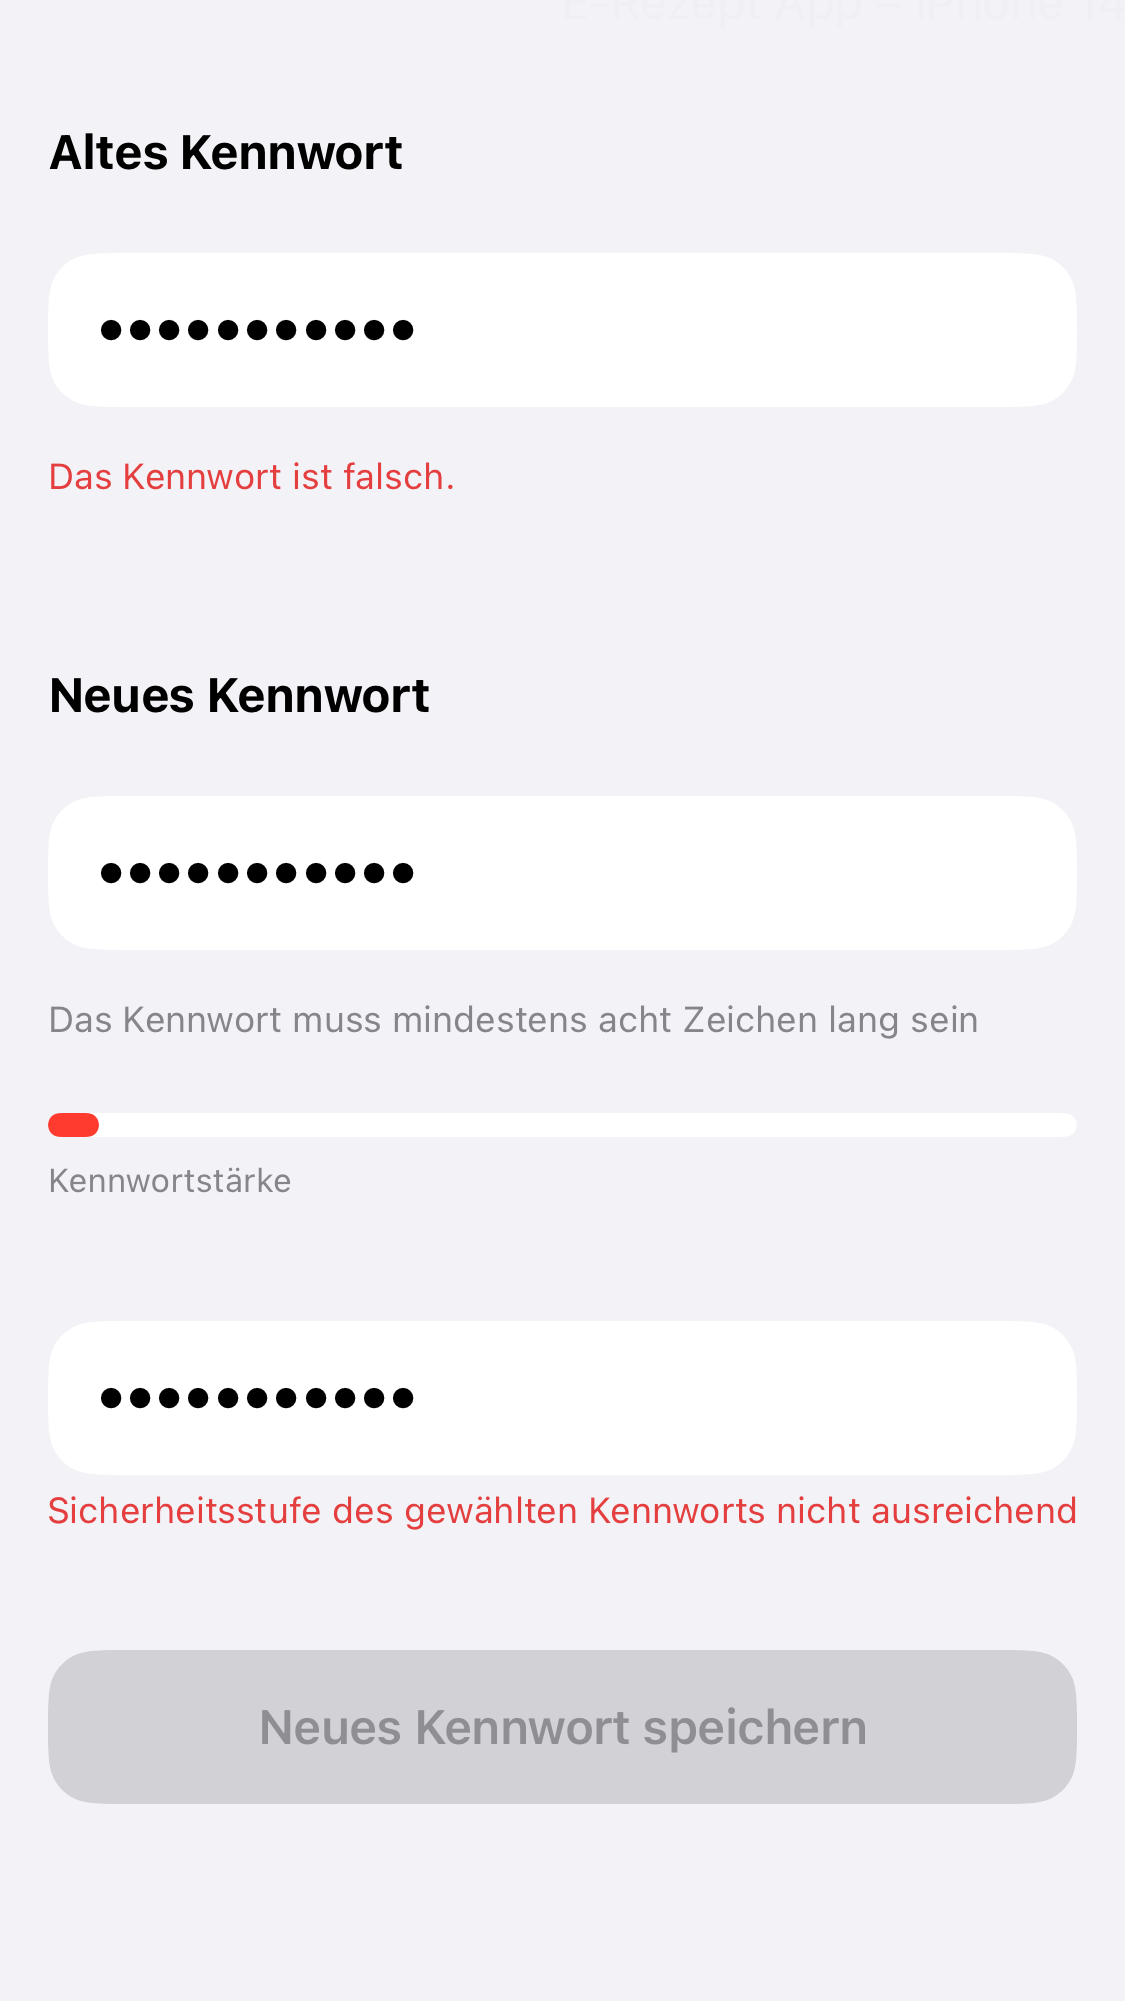 E-Rezept App – iPhone 14
Altes Kennwort
•••••••••••
Das Kennwort ist falsch.
Neues Kennwort
•••••••••••
Das Kennwort muss mindestens acht Zeichen lang sein
Kennwortstärke
•••••••••••
Sicherheitsstufe des gewählten Kennworts nicht ausreichend
Neues Kennwort speichern